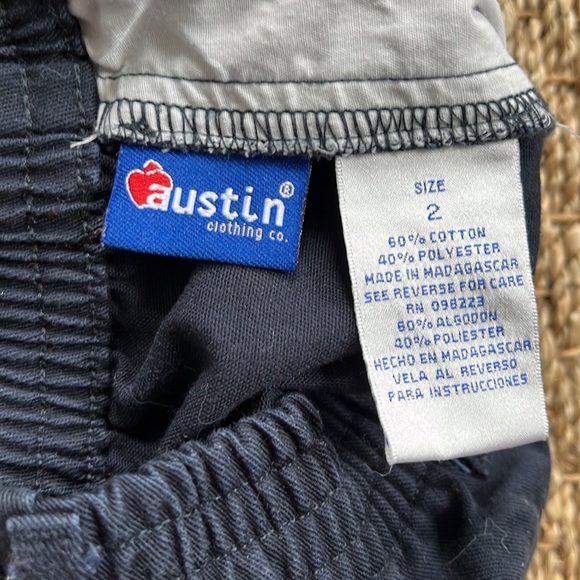 austin®
clothing co.
SIZE
2
60% COTTON
40% POLYESTER
MADE IN MADAGASCAR
SEE REVERSE FOR CARE
RN 098223
60% ALGODON
40% POLIESTER
HECHO EN MADAGASCAR
VELA AL REVERSO
PARA INSTRUCCIONES